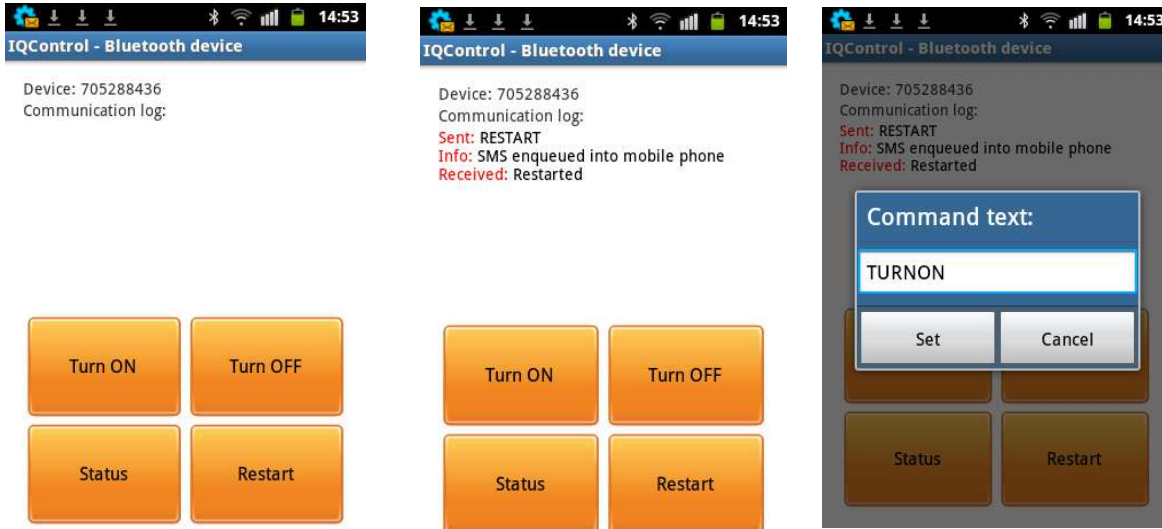 14:53
IQControl - Bluetooth device
Device: 705288436
Communication log:
Turn ON
Turn OFF
Status
Restart
14:53
IQControl - Bluetooth device
Device: 705288436
Communication log:
Sent: RESTART
Info: SMS enqueued into mobile phone
Received: Restarted
Turn ON
Turn OFF
Status
Restart
14:53
IQControl - Bluetooth device
Device: 705288436
Communication log:
Sent: RESTART
Info: SMS enqueued into mobile phone
Received: Restarted
Command text:
TURNON
Set
Cancel
Status
Restart